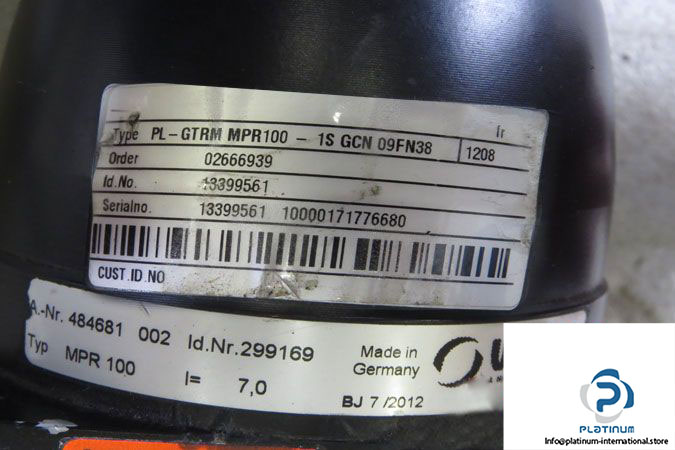 fr
Type PL-GTRM MPR100 - 1S GCN 09FN38 1208
Order 02666939
Id.No. 13399561
Serialno. 13399561 10000171776680
CUST.ID.NO
A.-Nr. 484681 002 Id.Nr.299169
Made in
Germany
Typ MPR 100 I= 7,0
BJ 7/2012
PLATINUM
Info@platinum-international.store